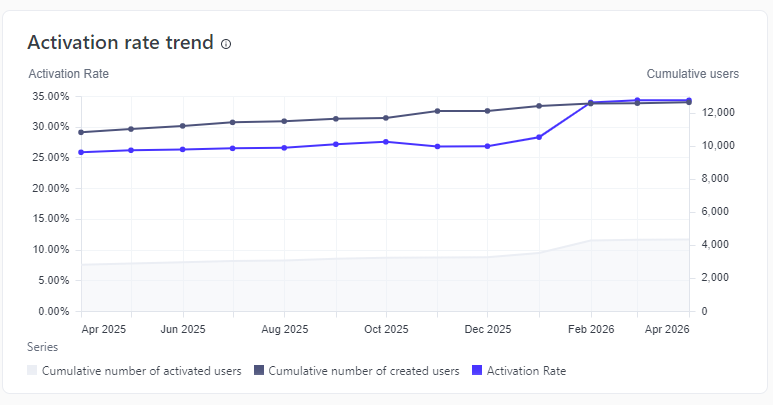 Activation rate trend
Activation Rate
Cumulative users
35.00%
30.00%
25.00%
20.00%
15.00%
10.00%
5.00%
0.00%
12,000
10,000
8,000
6,000
4,000
2,000
0
Apr 2025 Jun 2025 Aug 2025 Oct 2025 Dec 2025 Feb 2026 Apr 2026
Series
Cumulative number of activated users Cumulative number of created users Activation Rate